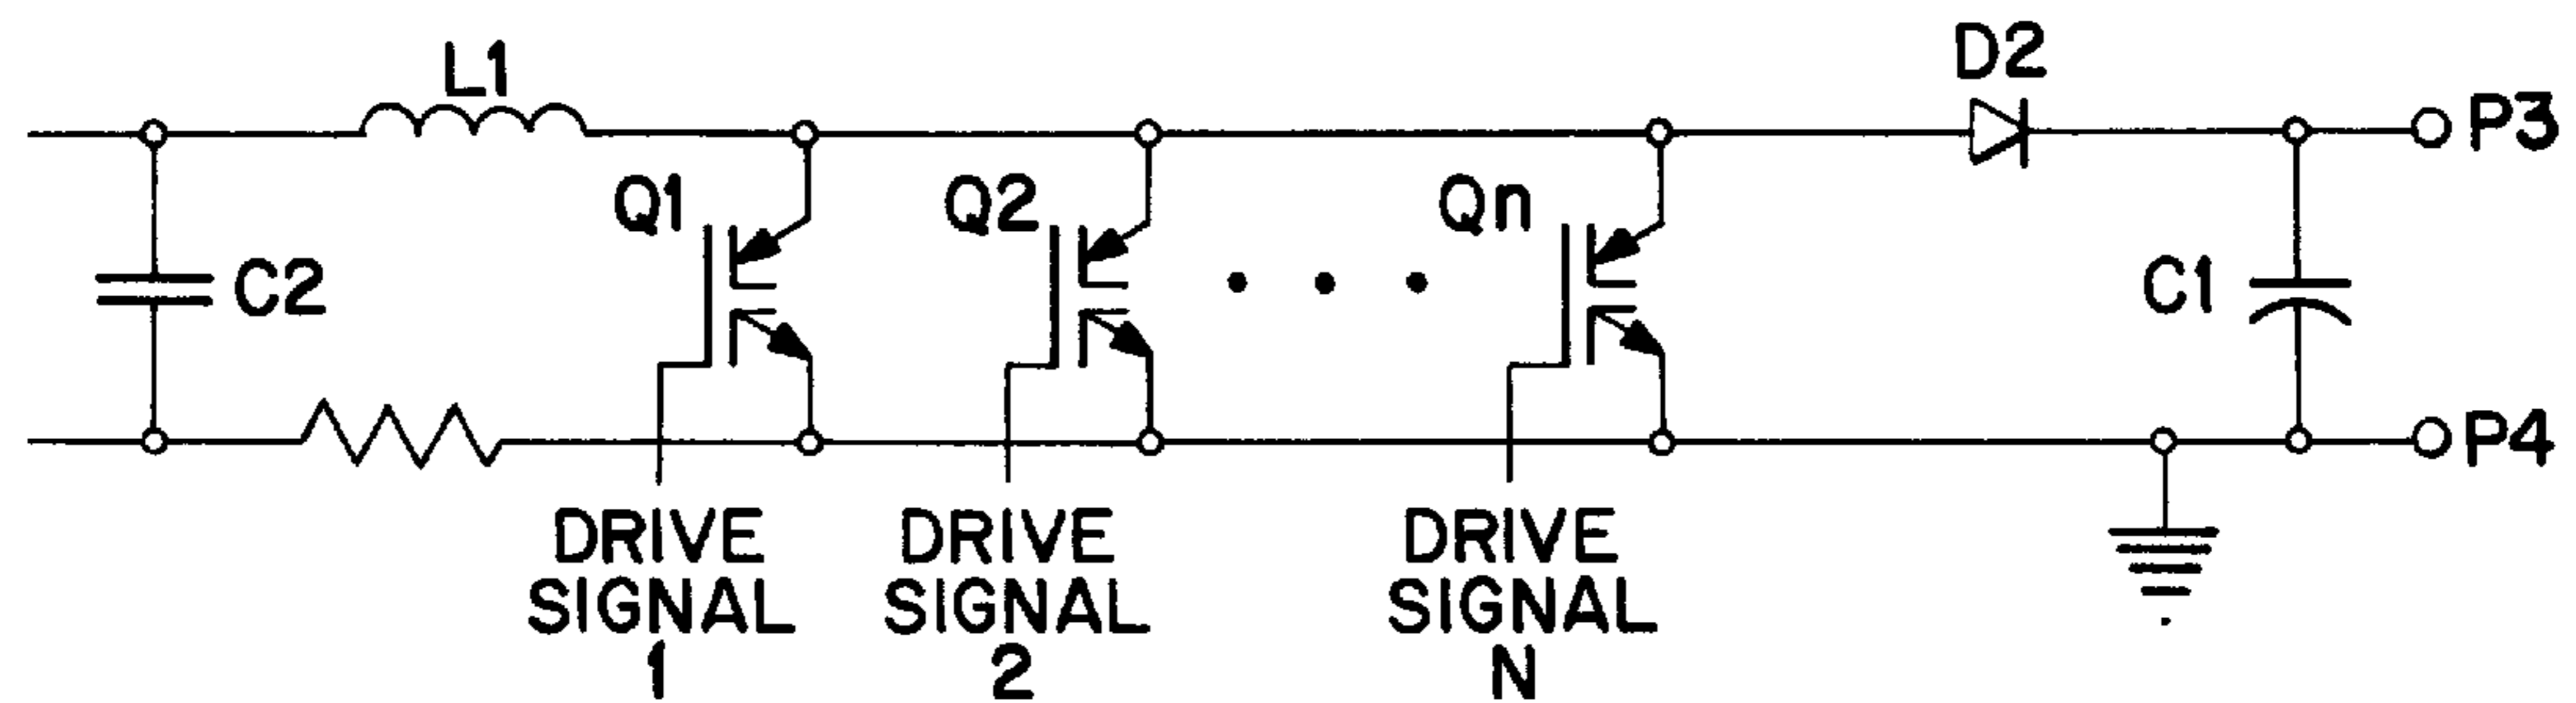 L1
D2
P3
Q1
Q2
Qn
C2
C1
P4
DRIVE
SIGNAL
1
DRIVE
SIGNAL
2
DRIVE
SIGNAL
N